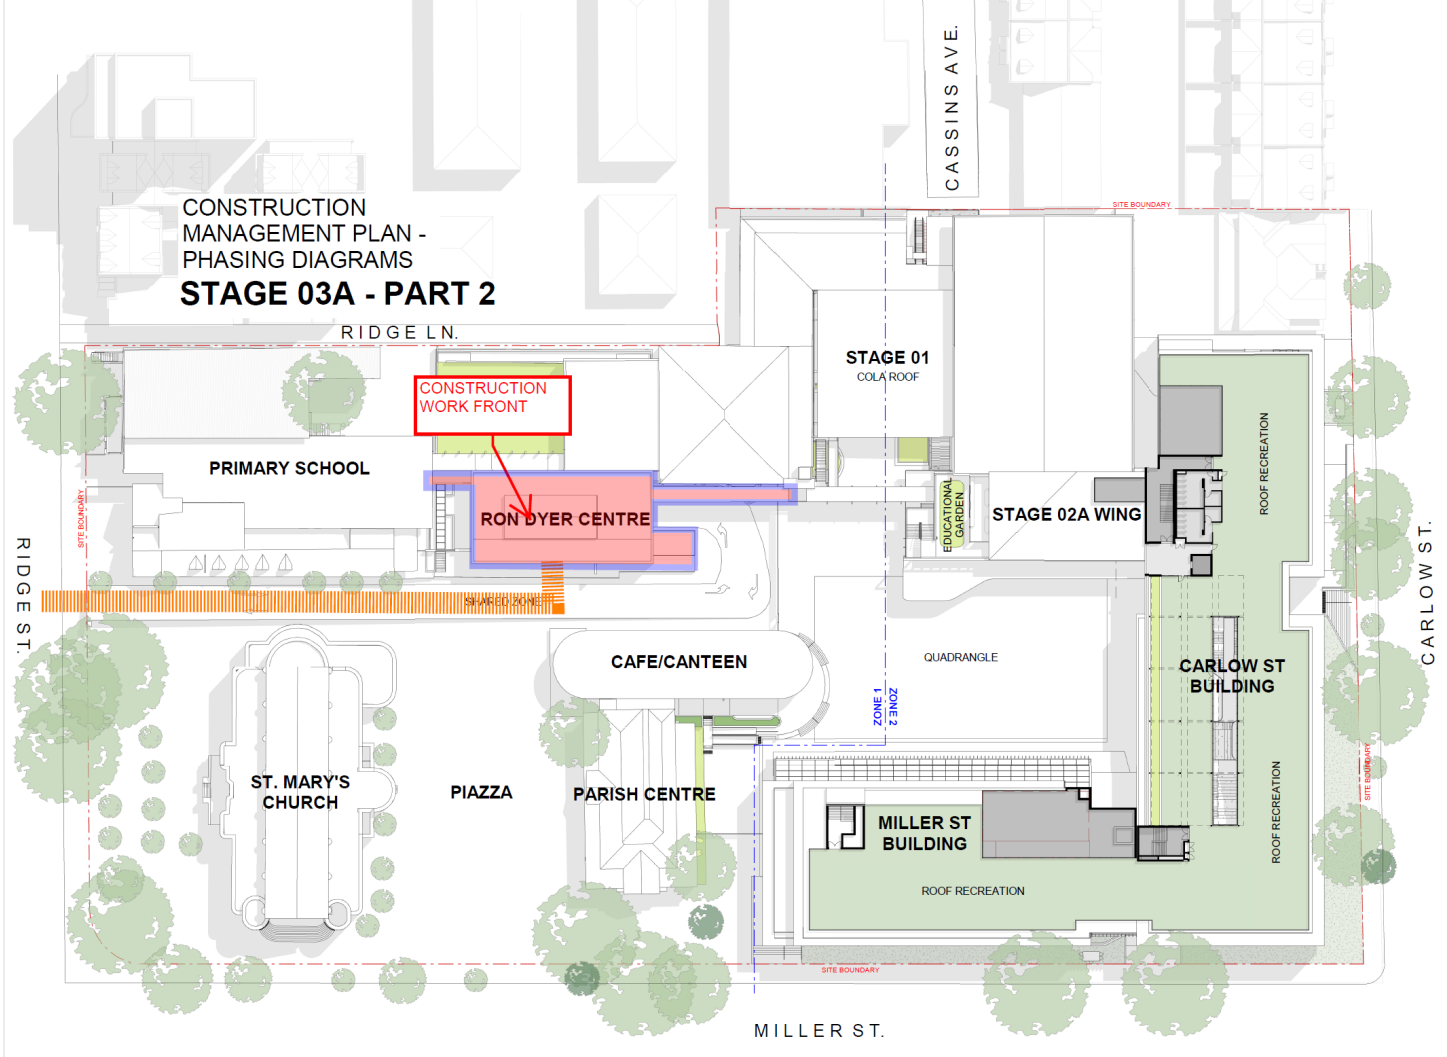 CASSINS AVE.
SITE BOUNDARY
CONSTRUCTION
MANAGEMENT PLAN -
PHASING DIAGRAMS
STAGE 03A - PART 2
RIDGE LN.
STAGE 01
COLA ROOF
CONSTRUCTION
WORK FRONT
ROOF RECREATION
PRIMARY SCHOOL
SITE BOUNDARY
RON DYER CENTRE
EDUCATIONAL
GARDEN
STAGE 02A WING
RIDGE ST.
CARLOW ST.
SHARED ZONE
CAFE/CANTEEN
QUADRANGLE
CARLOW ST
BUILDING
ZONE 1
ZONE 2
ST. MARY'S
CHURCH
PIAZZA
PARISH CENTRE
SITE BOUNDARY
ROOF RECREATION
MILLER ST
BUILDING
ROOF RECREATION
SITE BOUNDARY
MILLER ST.